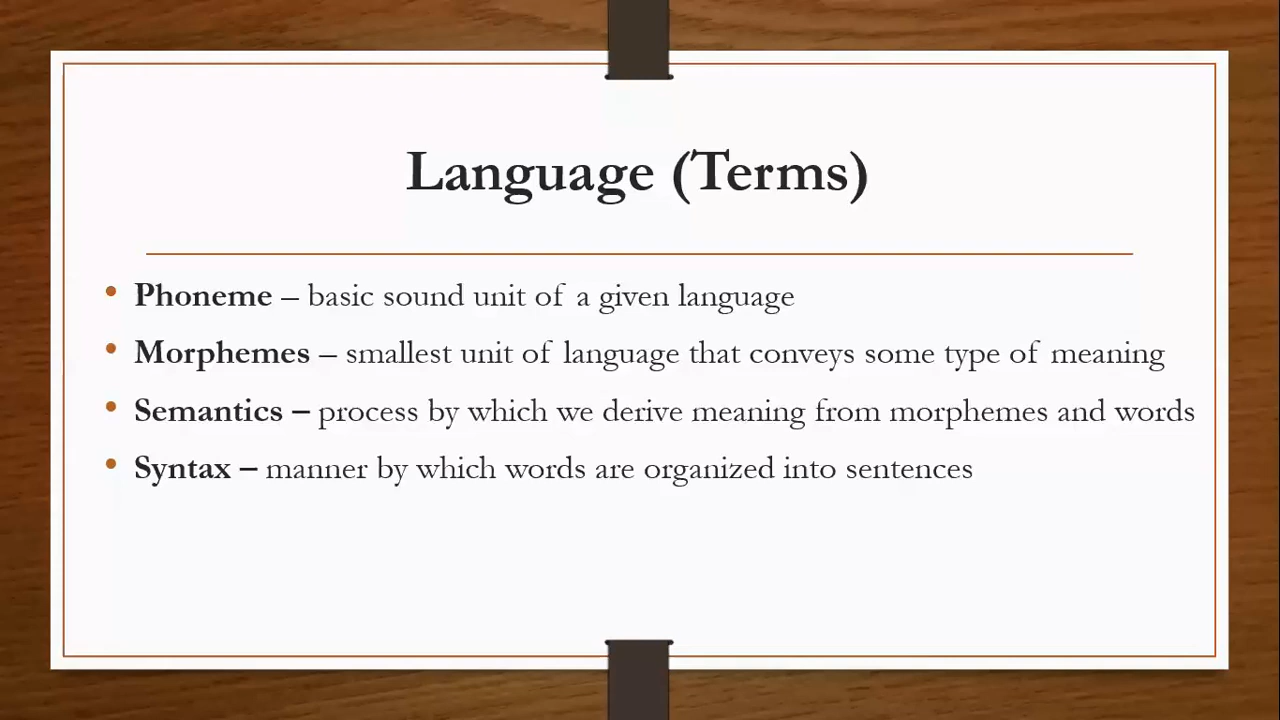 Language (Terms)
• Phoneme – basic sound unit of a given language
• Morphemes – smallest unit of language that conveys some type of meaning
• Semantics – process by which we derive meaning from morphemes and words
• Syntax – manner by which words are organized into sentences